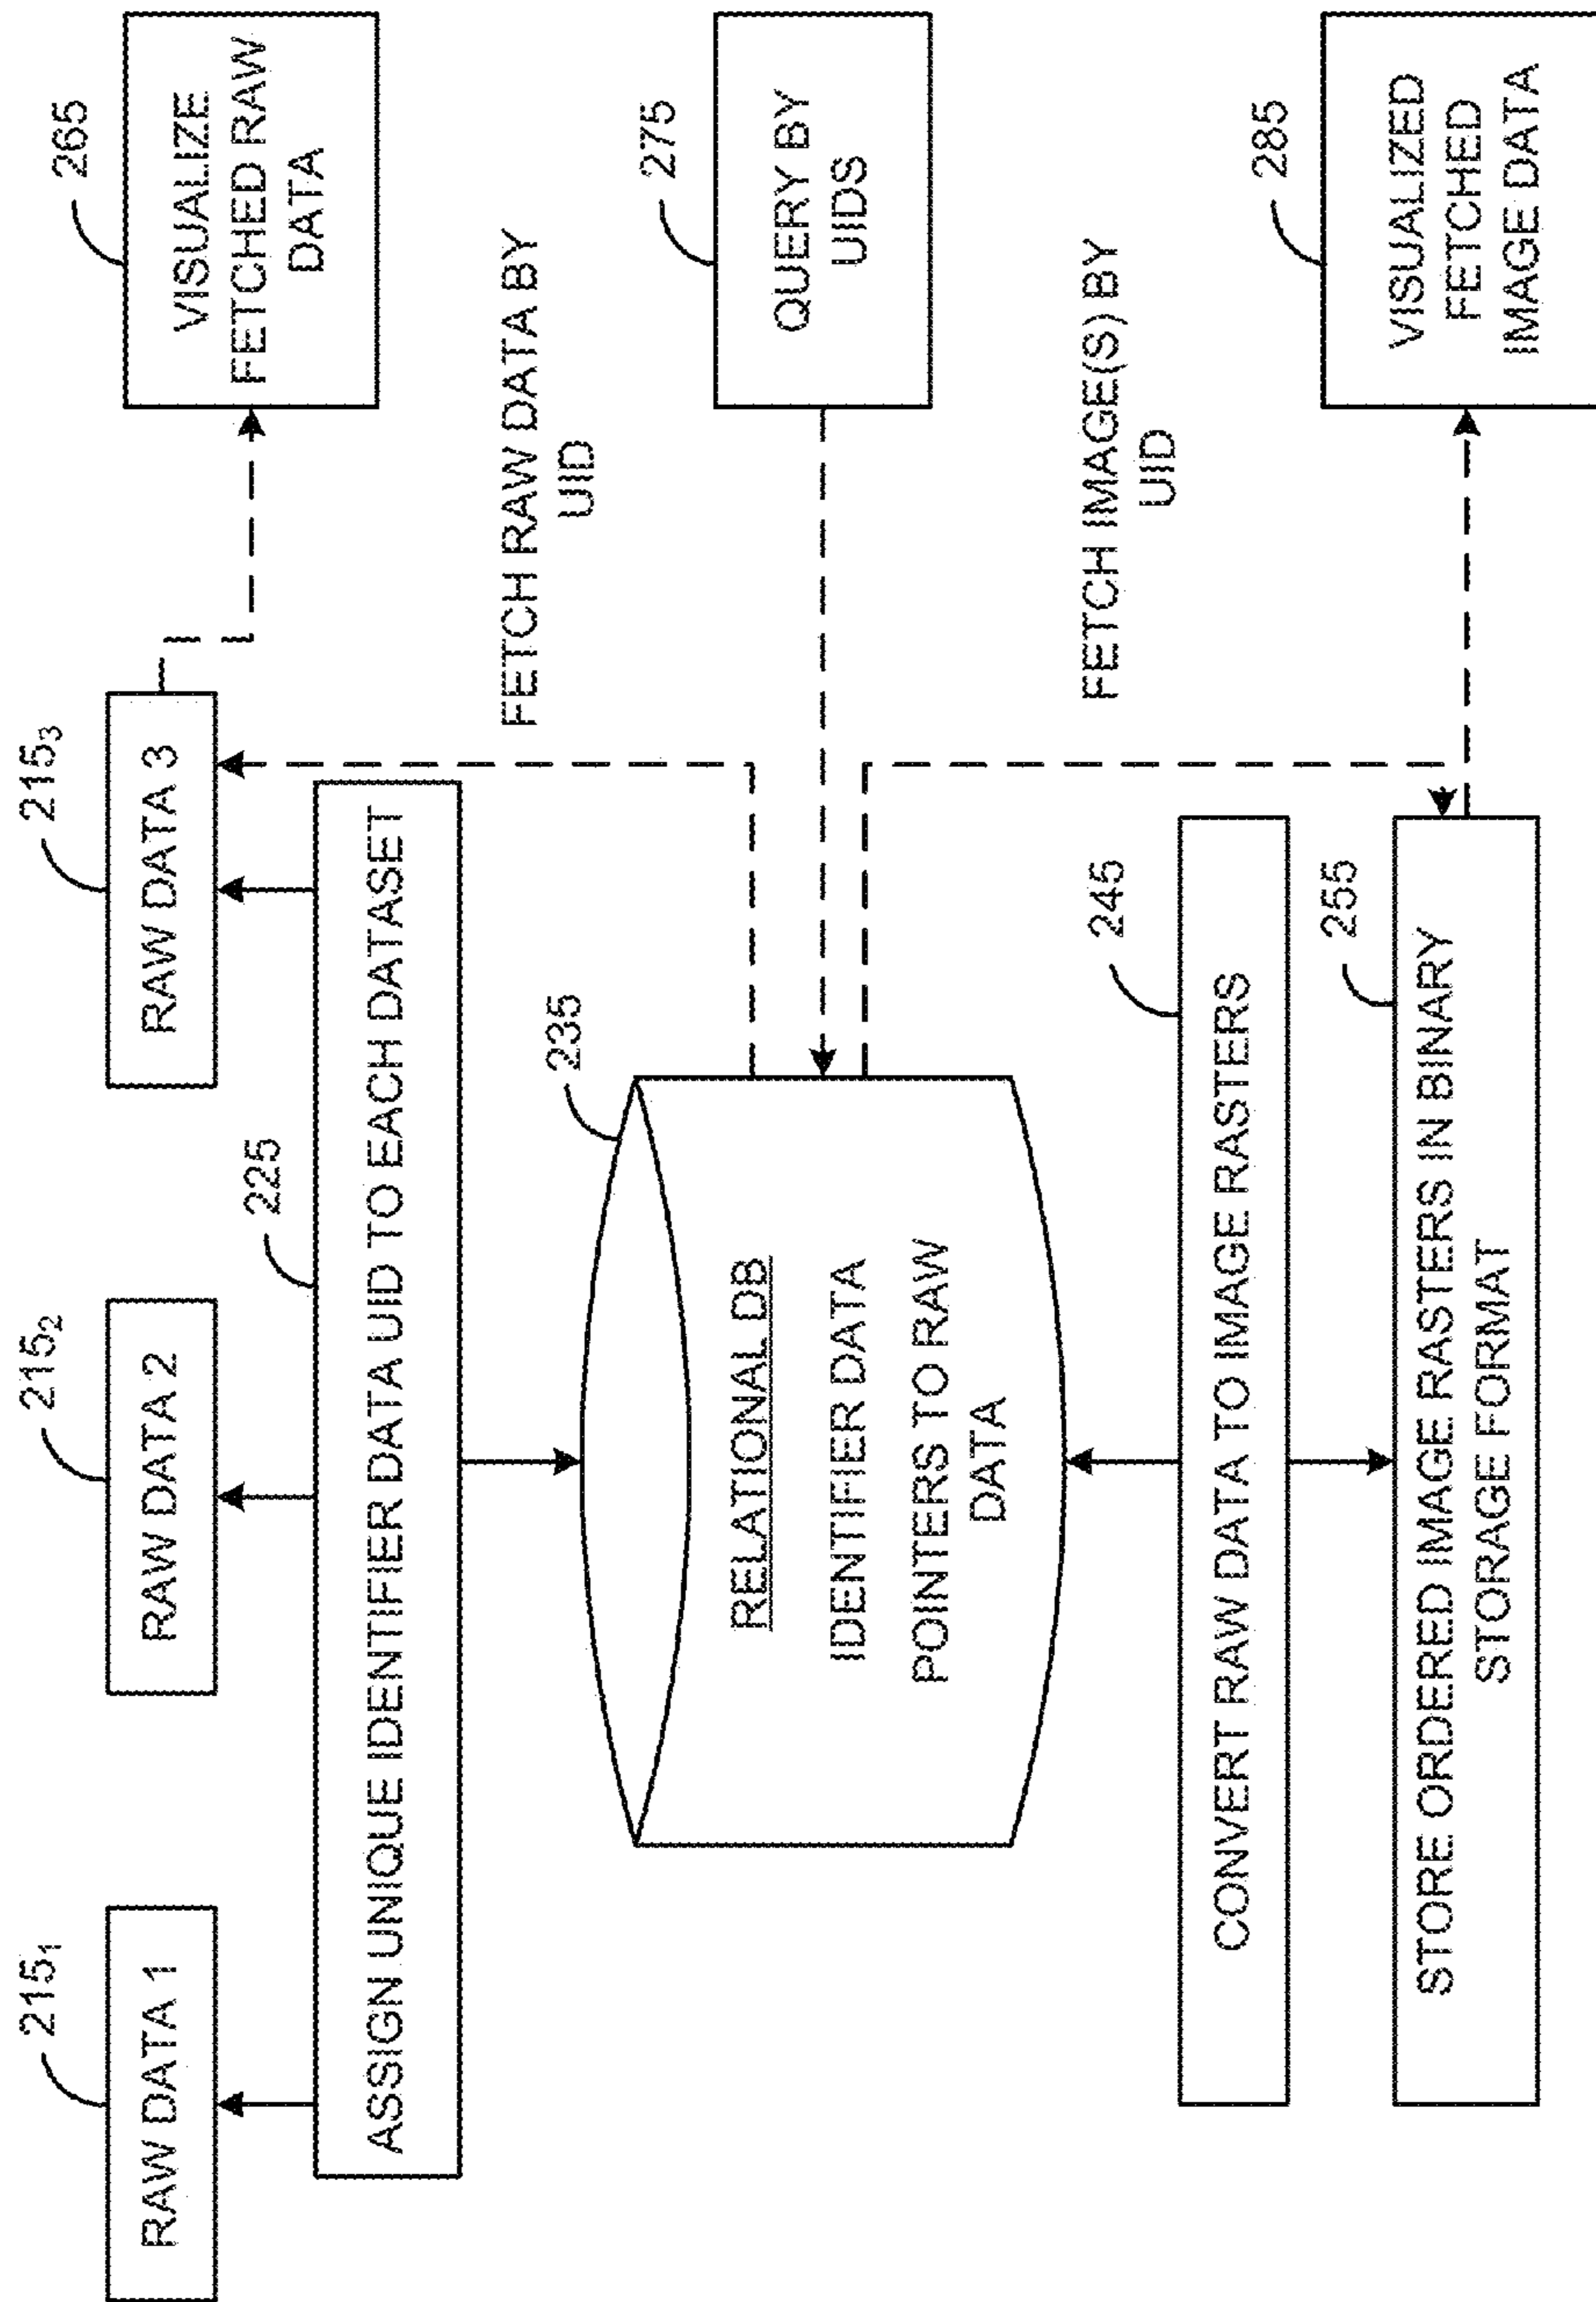 215₁
RAW DATA 1
215₂
RAW DATA 2
215₃
RAW DATA 3
265
VISUALIZE
FETCHED RAW
DATA
225
ASSIGN UNIQUE IDENTIFIER DATA UID TO EACH DATASET
FETCH RAW DATA BY
UID
235
RELATIONAL DB
IDENTIFIER DATA
POINTERS TO RAW
DATA
275
QUERY BY
UIDS
FETCH IMAGE(S) BY
UID
245
CONVERT RAW DATA TO IMAGE RASTERS
255
STORE ORDERED IMAGE RASTERS IN BINARY
STORAGE FORMAT
285
VISUALIZED
FETCHED
IMAGE DATA